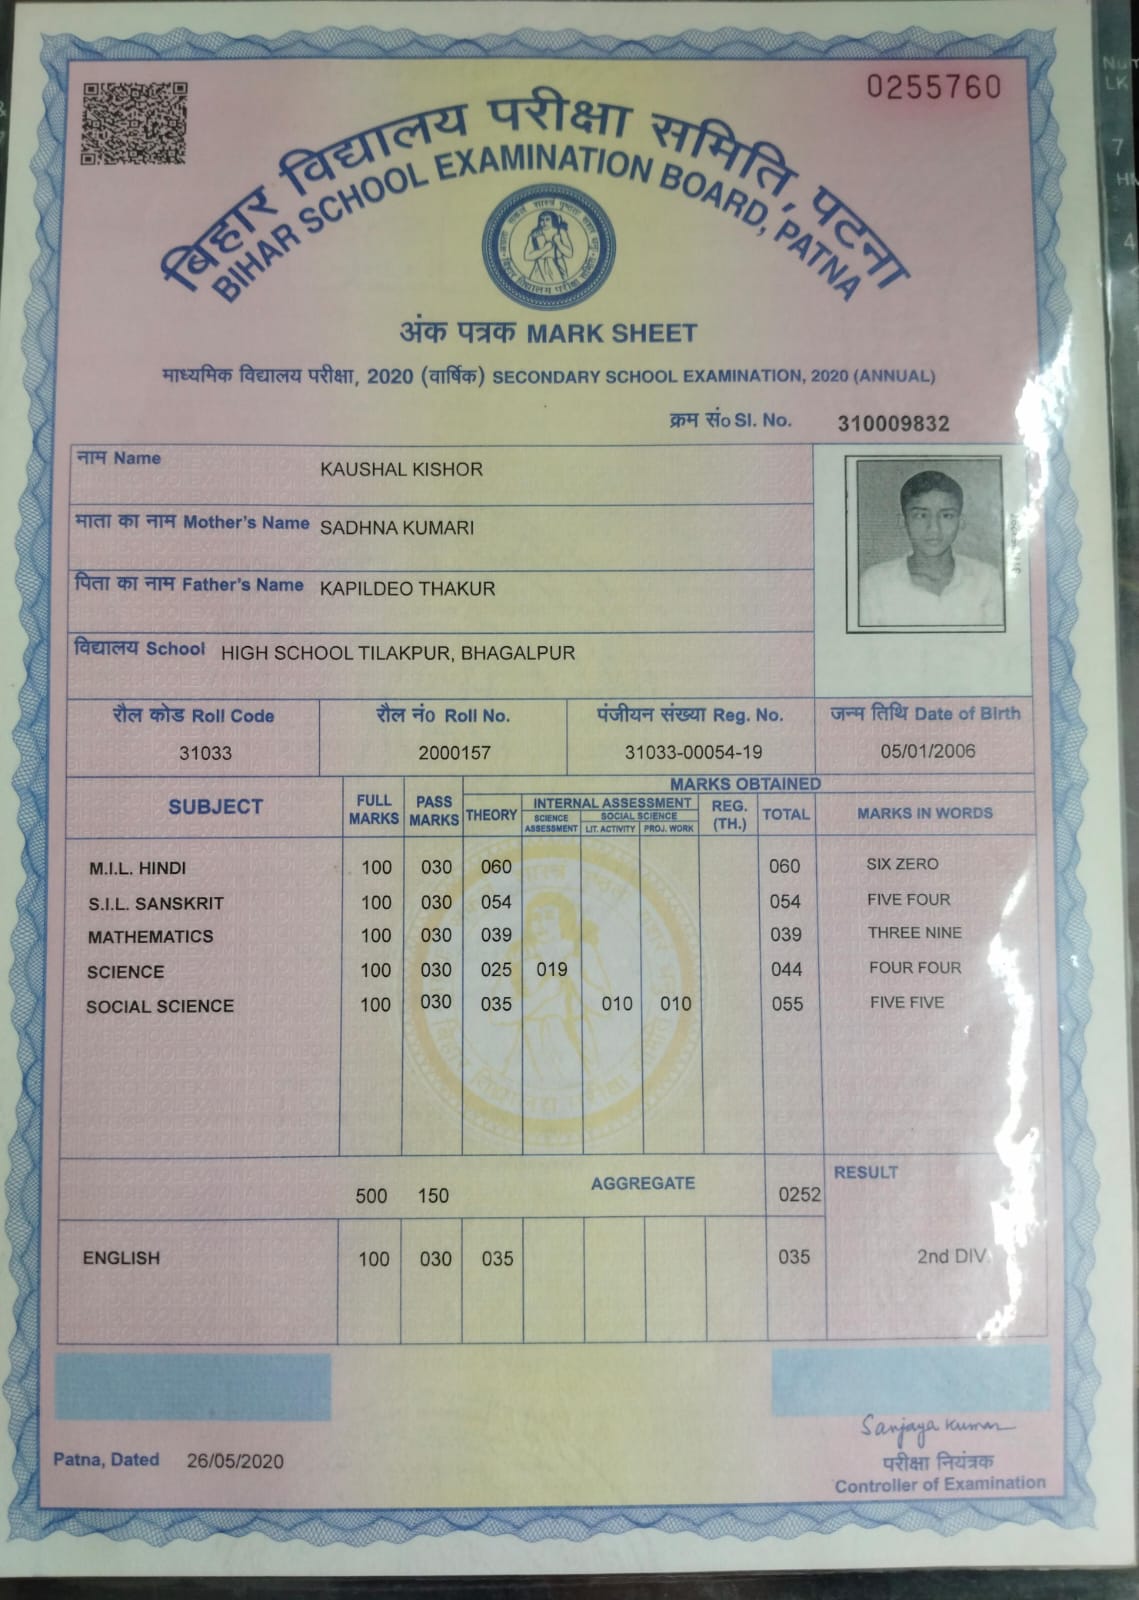 0255760
बिहार विद्यालय परीक्षा समिति, पटना
BIHAR SCHOOL EXAMINATION BOARD, PATNA
अंक पत्रक MARK SHEET
माध्यमिक विद्यालय परीक्षा, 2020 (वार्षिक) SECONDARY SCHOOL EXAMINATION, 2020 (ANNUAL)
क्रम सं० Sl. No. 310009832
नाम Name KAUSHAL KISHOR
माता का नाम Mother's Name SADHNA KUMARI
पिता का नाम Father's Name KAPILDEO THAKUR
विद्यालय School HIGH SCHOOL TILAKPUR, BHAGALPUR
रौल कोड Roll Code रौल नं० Roll No. पंजीयन संख्या Reg. No. जन्म तिथि Date of Birth
31033 2000157 31033-00054-19 05/01/2006
SUBJECT FULL MARKS PASS MARKS MARKS OBTAINED
THEORY INTERNAL ASSESSMENT REG. (TH.) TOTAL MARKS IN WORDS
SCIENCE ASSESSMENT SOCIAL SCIENCE
LIT. ACTIVITY PROJ. WORK
M.I.L. HINDI 100 030 060 060 SIX ZERO
S.I.L. SANSKRIT 100 030 054 054 FIVE FOUR
MATHEMATICS 100 030 039 039 THREE NINE
SCIENCE 100 030 025 019 044 FOUR FOUR
SOCIAL SCIENCE 100 030 035 010 010 055 FIVE FIVE
500 150 AGGREGATE 0252 RESULT
ENGLISH 100 030 035 035 2nd DIV
Patna, Dated 26/05/2020
Sanjaya Kumar
परीक्षा नियंत्रक
Controller of Examination